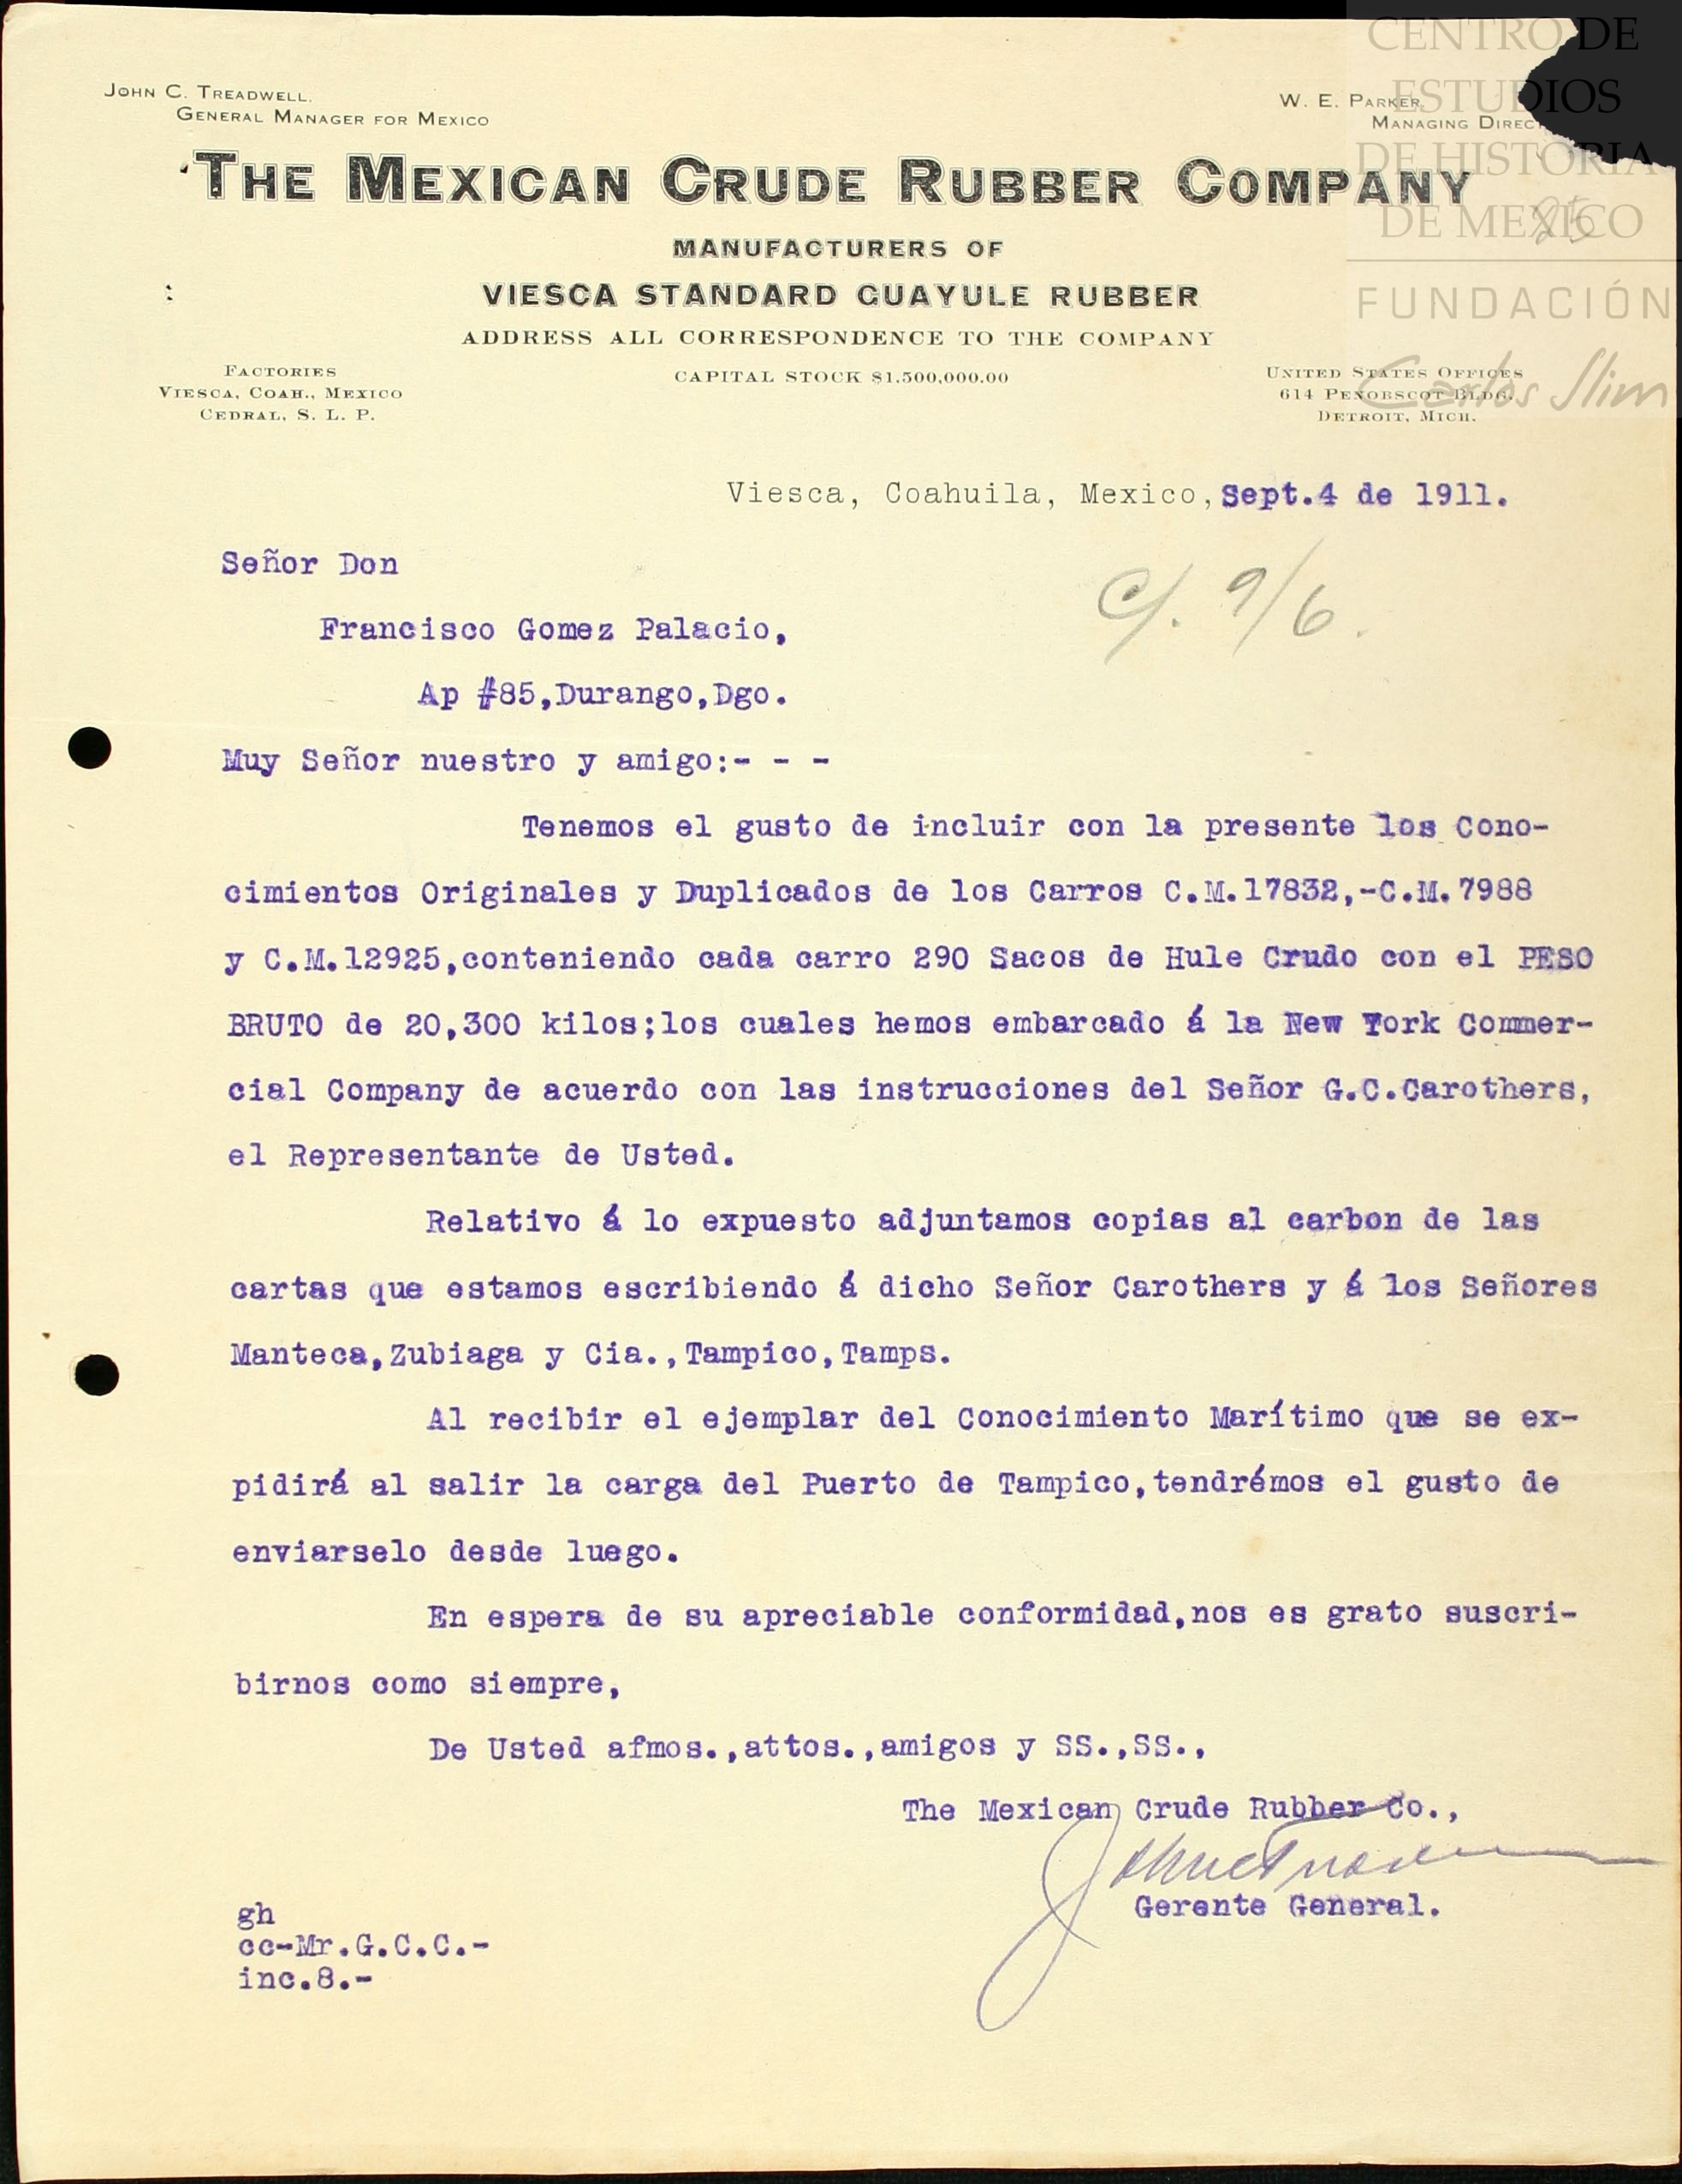 CENTRO DE
ESTUDIOS
DE HISTORIA
DE MEXICO
FUNDACIÓN
Carlos Slim
John C. Treadwell,
General Manager for Mexico
W. E. Parker,
Managing Direc
The Mexican Crude Rubber Company
25
MANUFACTURERS OF
VIESCA STANDARD GUAYULE RUBBER
ADDRESS ALL CORRESPONDENCE TO THE COMPANY
CAPITAL STOCK $1.500,000.00
Factories
Viesca, Coah., Mexico
Cedral, S. L. P.
United States Offices
614 Penobscot Bldg.
Detroit, Mich.
Viesca, Coahuila, Mexico, Sept.4 de 1911.
C/. 9/6.
Señor Don
Francisco Gomez Palacio,
Ap #85,Durango,Dgo.
Muy Señor nuestro y amigo:- - -
Tenemos el gusto de incluir con la presente los Cono-
cimientos Originales y Duplicados de los Carros C.M.17832,-C.M.7988
y C.M.12925,conteniendo cada carro 290 Sacos de Hule Crudo con el PESO
BRUTO de 20,300 kilos;los cuales hemos embarcado á la New York Commer-
cial Company de acuerdo con las instrucciones del Señor G.C.Carothers,
el Representante de Usted.
Relativo á lo expuesto adjuntamos copias al carbon de las
cartas que estamos escribiendo á dicho Señor Carothers y á los Señores
Manteca,Zubiaga y Cia.,Tampico,Tamps.
Al recibir el ejemplar del Conocimiento Marítimo que se ex-
pidirá al salir la carga del Puerto de Tampico,tendrémos el gusto de
enviarselo desde luego.
En espera de su apreciable conformidad,nos es grato suscri-
birnos como siempre,
De Usted afmos.,attos.,amigos y SS.,SS.,
The Mexican Crude Rubber Co.,
Gerente General.
gh
cc-Mr.G.C.C.-
inc.8.-